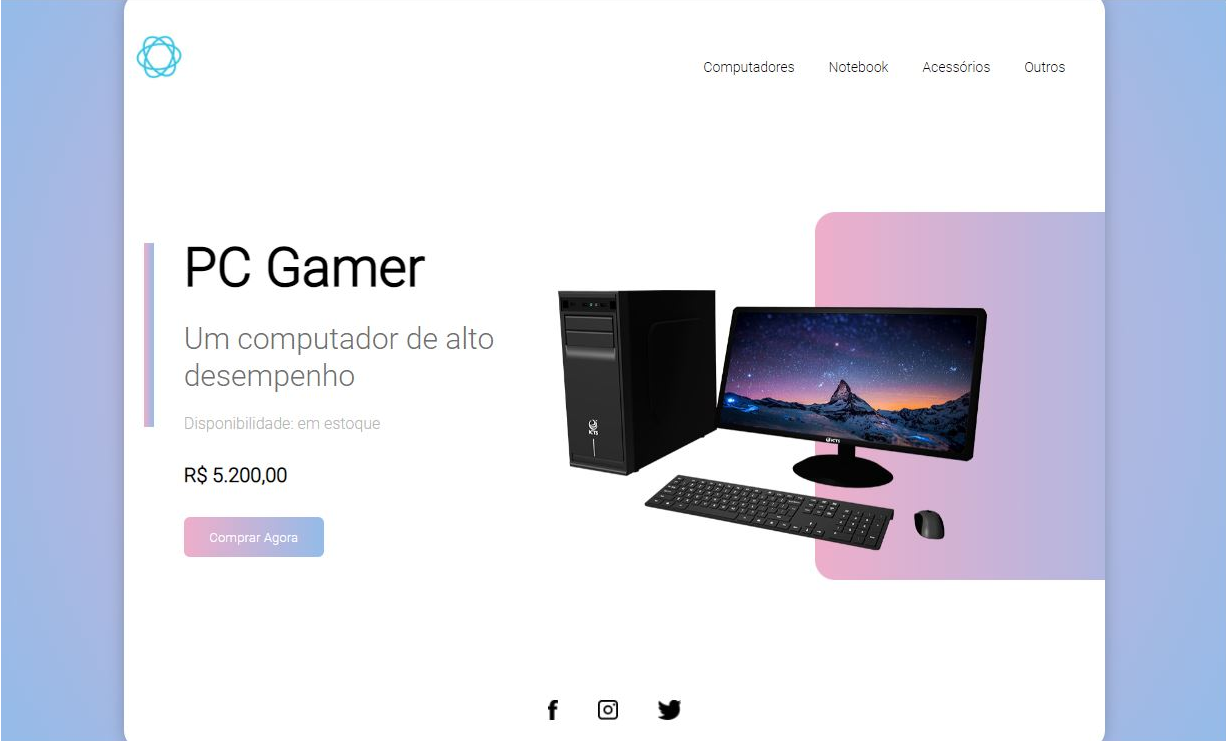 Computadores Notebook Acessórios Outros
PC Gamer
Um computador de alto
desempenho
Disponibilidade: em estoque
R$ 5.200,00
Comprar Agora